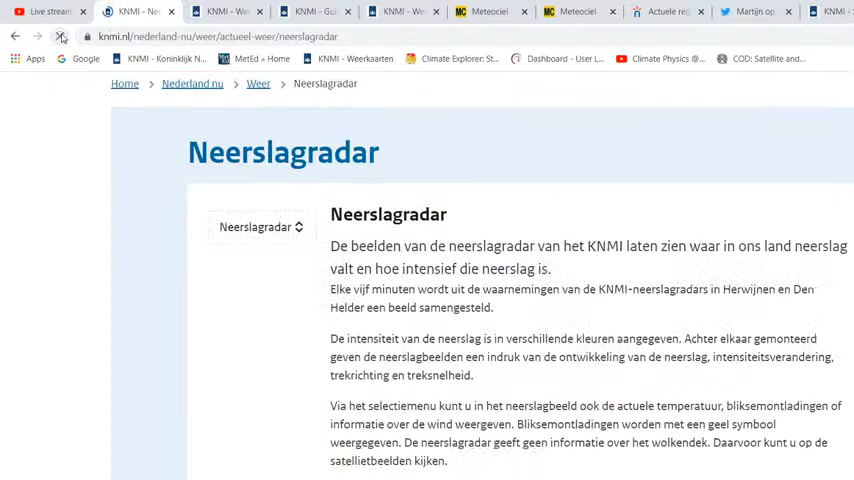 Live stream
KNMI - Ne
KNMI - We
KNMI - Gui
KNMI - We
Meteociel
Meteociel
Actuele re
Martijn op
KNMI - S
knmi.nl/nederland-nu/weer/actueel-weer/neerslagradar
Apps
Google
KNMI - Koninklijk N...
MetEd » Home
KNMI - Weerkaarten
Climate Explorer: St...
Dashboard - User L...
Climate Physics @...
COD: Satellite and...
Home > Nederland nu > Weer > Neerslagradar
Neerslagradar
Neerslagradar
Neerslagradar
De beelden van de neerslagradar van het KNMI laten zien waar in ons land neerslag
valt en hoe intensief die neerslag is.
Elke vijf minuten wordt uit de waarnemingen van de KNMI-neerslagradars in Herwijnen en Den
Helder een beeld samengesteld.
De intensiteit van de neerslag is in verschillende kleuren aangegeven. Achter elkaar gemonteerd
geven de neerslagbeelden een indruk van de ontwikkeling van de neerslag, intensiteitsverandering,
trekrichting en treksnelheid.
Via het selectiemenu kunt u in het neerslagbeeld ook de actuele temperatuur, bliksemontladingen of
informatie over de wind weergeven. Bliksemontladingen worden met een geel symbool
weergegeven. De neerslagradar geeft geen informatie over het wolkendek. Daarvoor kunt u op de
satellietbeelden kijken.